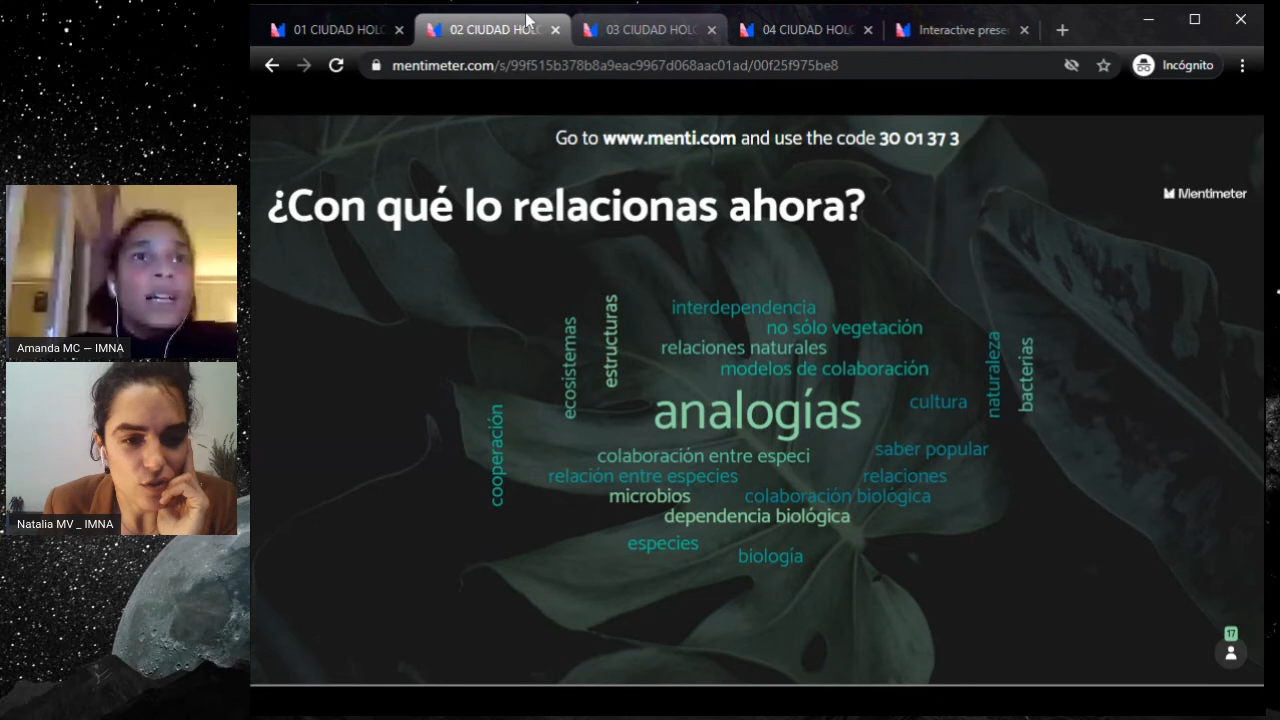 01 CIUDAD HOLO
02 CIUDAD HOLO
03 CIUDAD HOLO
04 CIUDAD HOLO
Interactive prese
mentimeter.com/s/99f515b378b8a9eac9967d068aac01ad/00f25f975be8
Incógnito
Go to www.menti.com and use the code 30 01 37 3
¿Con qué lo relacionas ahora?
Mentimeter
interdependencia
no sólo vegetación
relaciones naturales
modelos de colaboración
ecosistemas
estructuras
analogías
cultura
naturaleza
bacterias
cooperación
colaboración entre especi
saber popular
relación entre especies
relaciones
microbios
colaboración biológica
dependencia biológica
especies
biología
17
Amanda MC – IMNA
Natalia MV _ IMNA